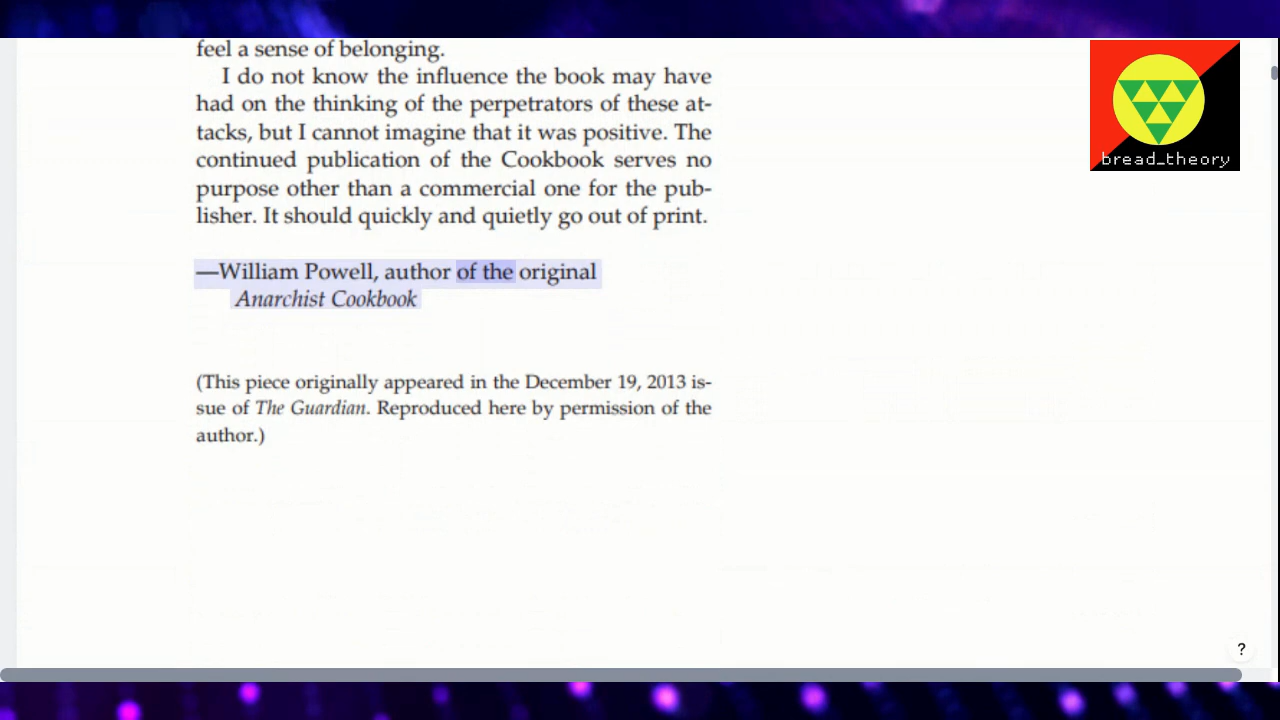 feel a sense of belonging.
I do not know the influence the book may have
had on the thinking of the perpetrators of these at-
tacks, but I cannot imagine that it was positive. The
continued publication of the Cookbook serves no
purpose other than a commercial one for the pub-
lisher. It should quickly and quietly go out of print.
—William Powell, author of the original
Anarchist Cookbook
(This piece originally appeared in the December 19, 2013 is-
sue of The Guardian. Reproduced here by permission of the
author.)
bread_theory
?